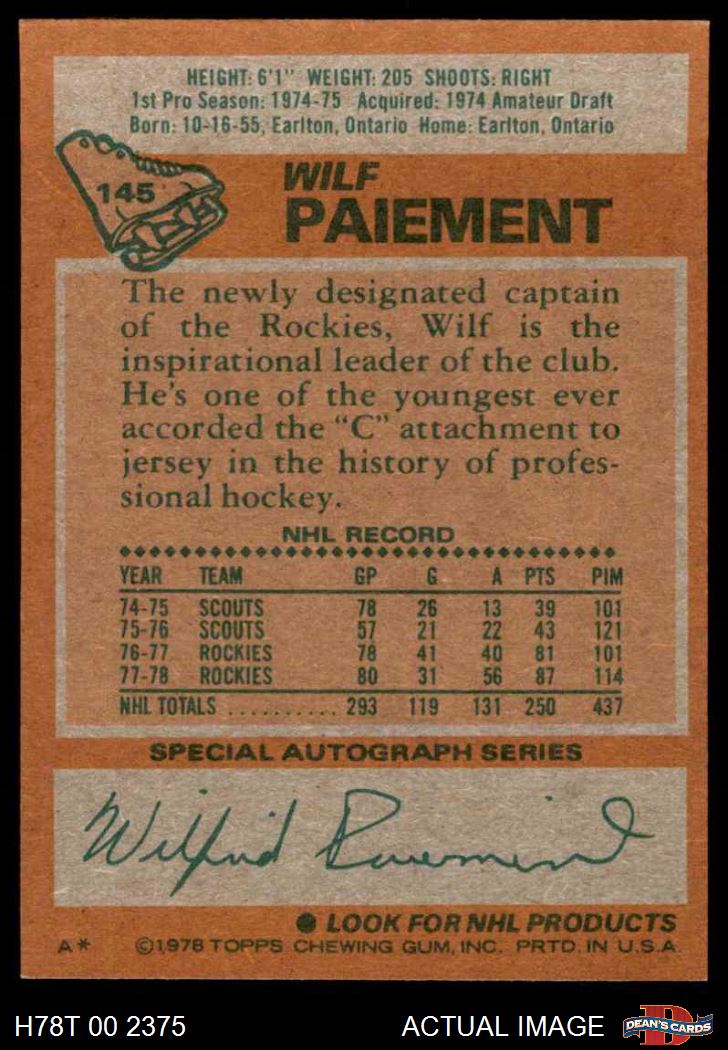 HEIGHT: 6'1" WEIGHT: 205 SHOOTS: RIGHT
1st Pro Season: 1974-75 Acquired: 1974 Amateur Draft
Born: 10-16-55, Earlton, Ontario Home: Earlton, Ontario
145
WILF
PAIEMENT
The newly designated captain
of the Rockies, Wilf is the
inspirational leader of the club.
He's one of the youngest ever
accorded the "C" attachment to
jersey in the history of profes-
sional hockey.
NHL RECORD
YEAR TEAM GP G A PTS PIM
74-75 SCOUTS 78 26 13 39 101
75-76 SCOUTS 57 21 22 43 121
76-77 ROCKIES 78 41 40 81 101
77-78 ROCKIES 80 31 56 87 114
NHL TOTALS .......... 293 119 131 250 437
SPECIAL AUTOGRAPH SERIES
Wilfrid Paiement
● LOOK FOR NHL PRODUCTS
A* ©1978 TOPPS CHEWING GUM, INC. PRTD. IN U.S.A.
H78T 00 2375 ACTUAL IMAGE DEAN'S CARDS